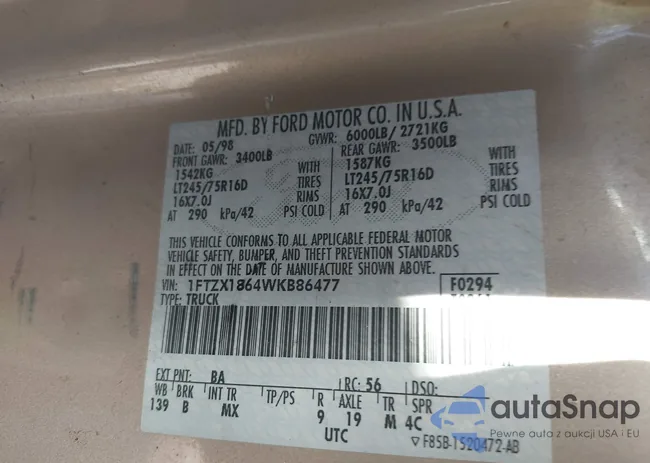 MFD. BY FORD MOTOR CO. IN U.S.A.
DATE: 05/98 GVWR: 6000LB/ 2721KG
FRONT GAWR: 3400LB REAR GAWR: 3500LB
1542KG WITH 1587KG WITH
LT245/75R16D TIRES LT245/75R16D TIRES
16X7.0J RIMS 16X7.0J RIMS
AT 290 kPa/42 PSI COLD AT 290 kPa/42 PSI COLD
THIS VEHICLE CONFORMS TO ALL APPLICABLE FEDERAL MOTOR
VEHICLE SAFETY, BUMPER, AND THEFT PREVENTION STANDARDS
IN EFFECT ON THE DATE OF MANUFACTURE SHOWN ABOVE.
VIN: 1FTZX1864WKB86477 F0294
TYPE: TRUCK
EXT PNT: BA RC: 56 DSO:
WB BRK INT TR TP/PS R AXLE TR SPR
139 B MX 9 19 M 4C
UTC ▽F85B-1520472-AB
autoSnap
Pewne auta z aukcji USA i EU